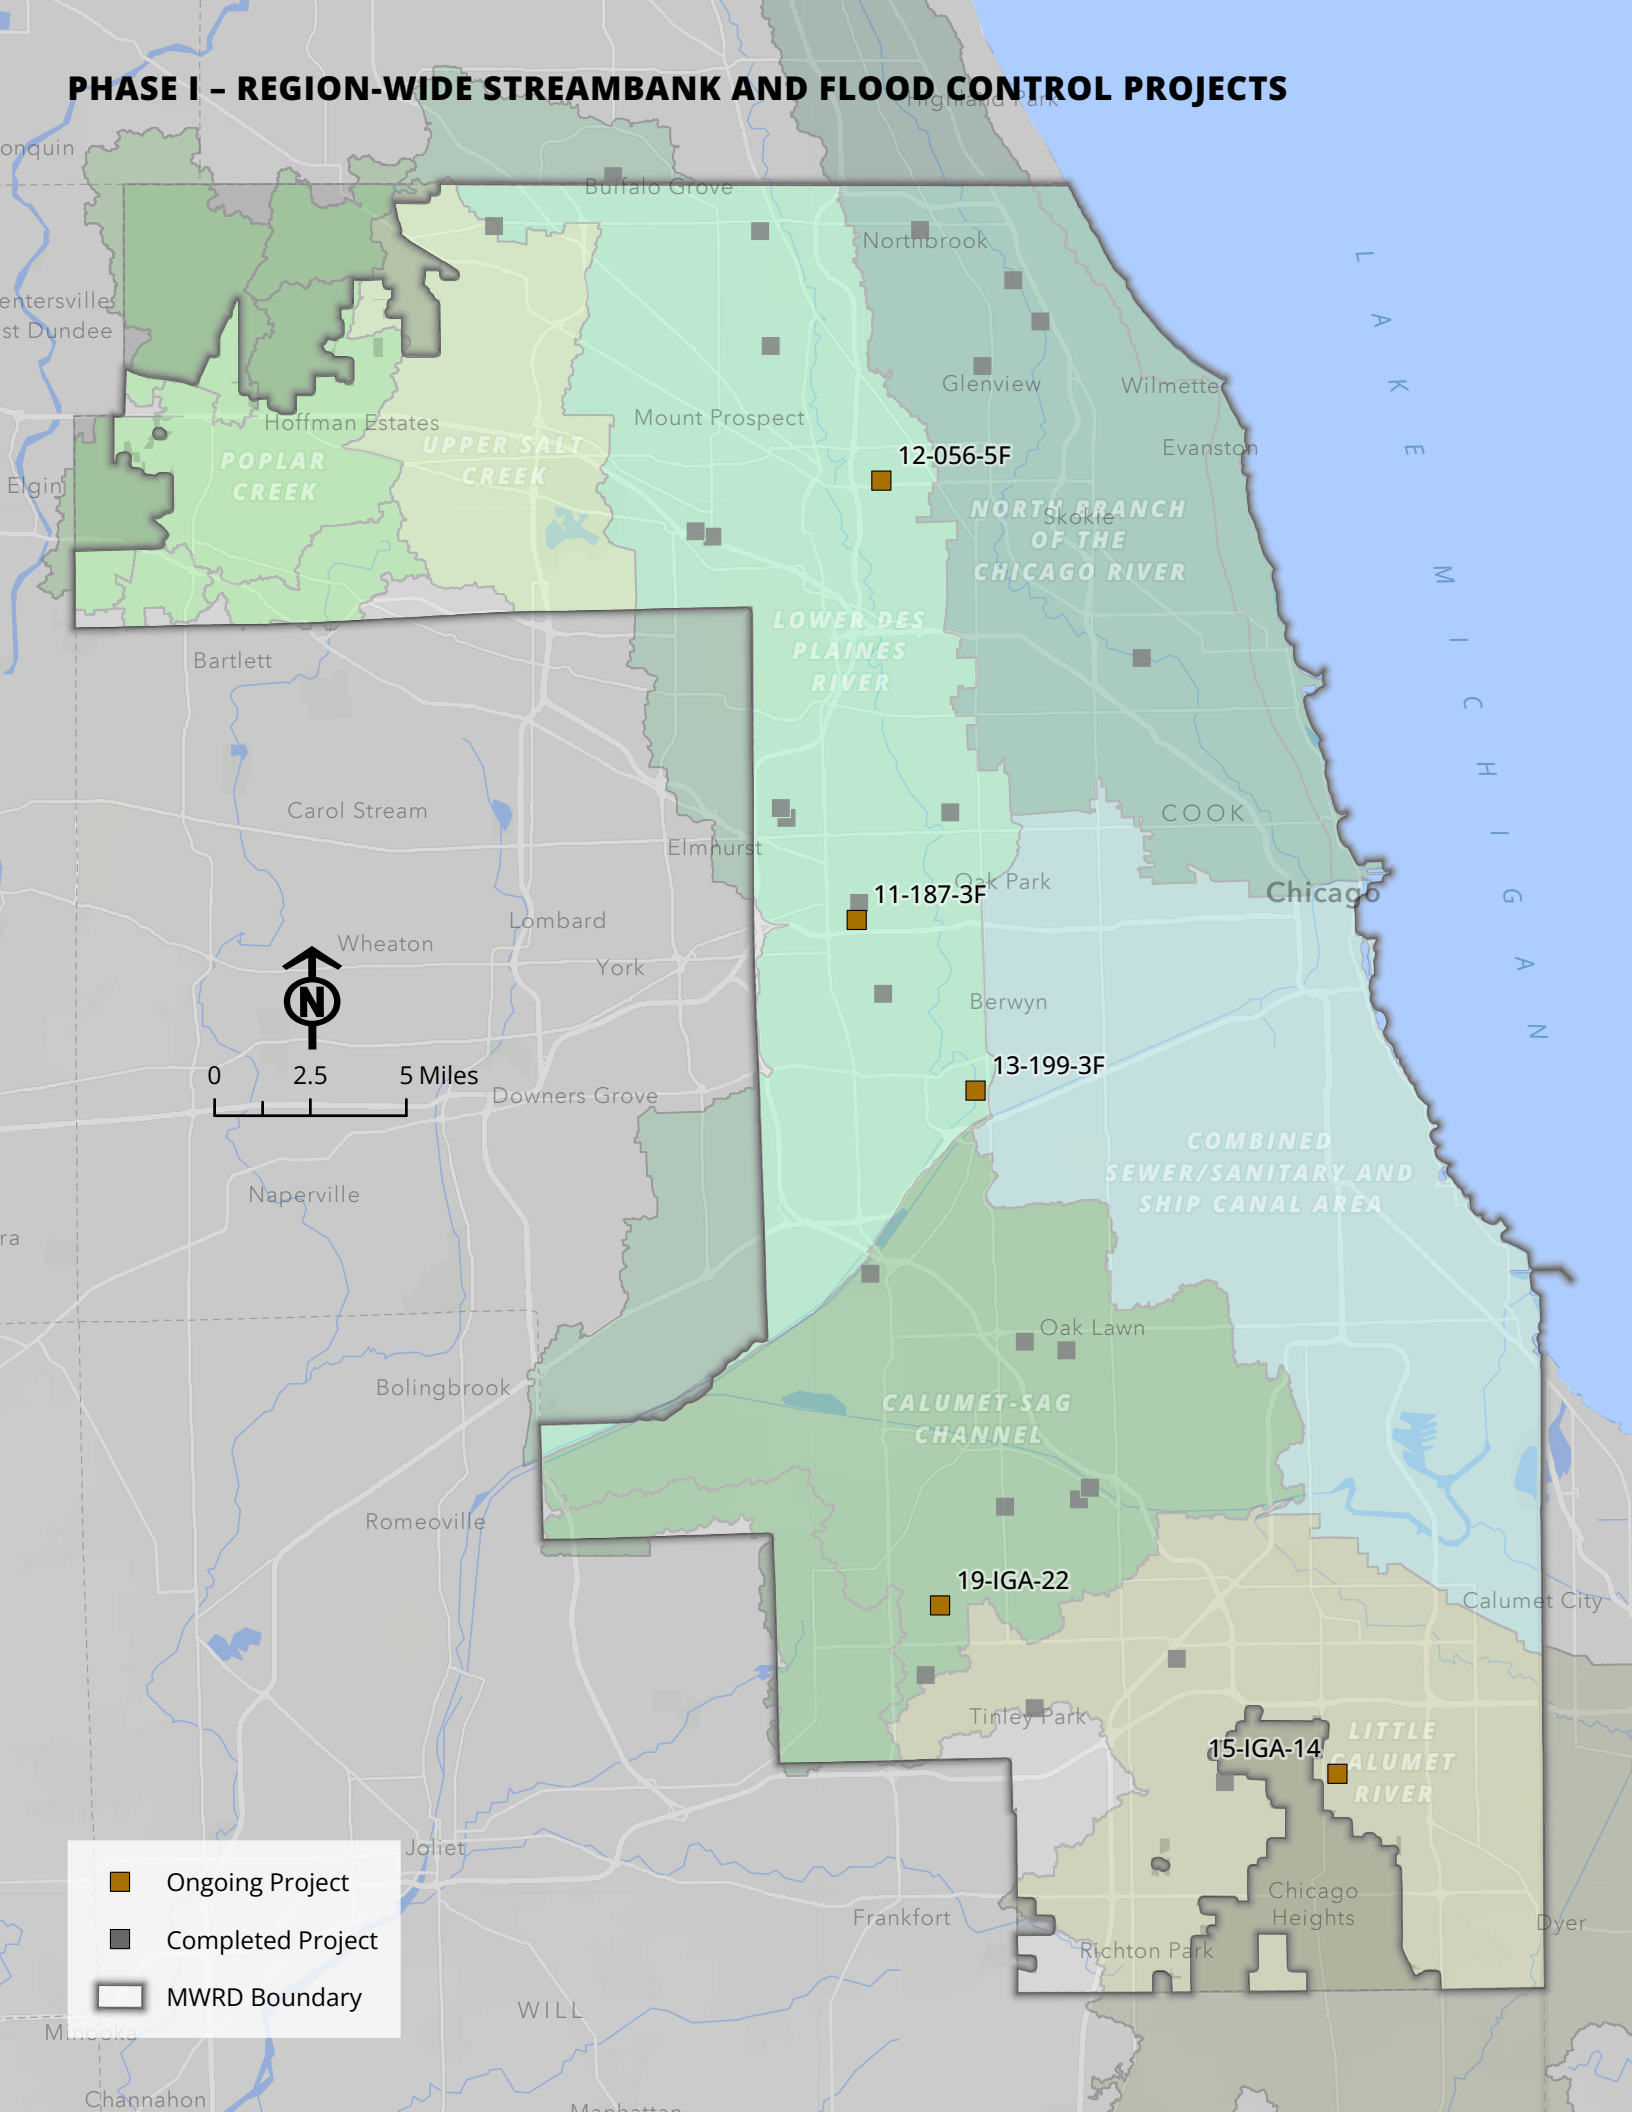 PHASE I – REGION-WIDE STREAMBANK AND FLOOD CONTROL PROJECTS
Highland Park
onquin
Buffalo Grove
Northbrook
entersville
st Dundee
Glenview
Wilmette
Hoffman Estates
Mount Prospect
UPPER SALT
CREEK
POPLAR
CREEK
12-056-5F
Evanston
Elgin
NORTH BRANCH
OF THE
CHICAGO RIVER
Skokie
LAKE MICHIGAN
LOWER DES
PLAINES
RIVER
Bartlett
Carol Stream
COOK
Elmhurst
Oak Park
11-187-3F
Chicago
Lombard
Wheaton
York
N
Berwyn
0 2.5 5 Miles
13-199-3F
Downers Grove
COMBINED
SEWER/SANITARY AND
SHIP CANAL AREA
Naperville
ra
Oak Lawn
Bolingbrook
CALUMET-SAG
CHANNEL
Romeoville
19-IGA-22
Calumet City
Tinley Park
15-IGA-14
LITTLE
CALUMET
RIVER
Joliet
Chicago
Heights
Frankfort
Dyer
Richton Park
Ongoing Project
Completed Project
MWRD Boundary
WILL
Minooka
Channahon
Manhattan